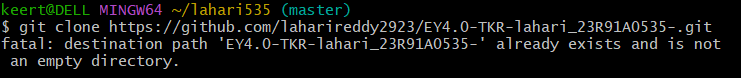 keert@DELL MINGW64 ~/lahari535 (master)
$ git clone https://github.com/laharireddy2923/EY4.0-TKR-lahari_23R91A0535-.git
fatal: destination path 'EY4.0-TKR-lahari_23R91A0535-' already exists and is not
 an empty directory.